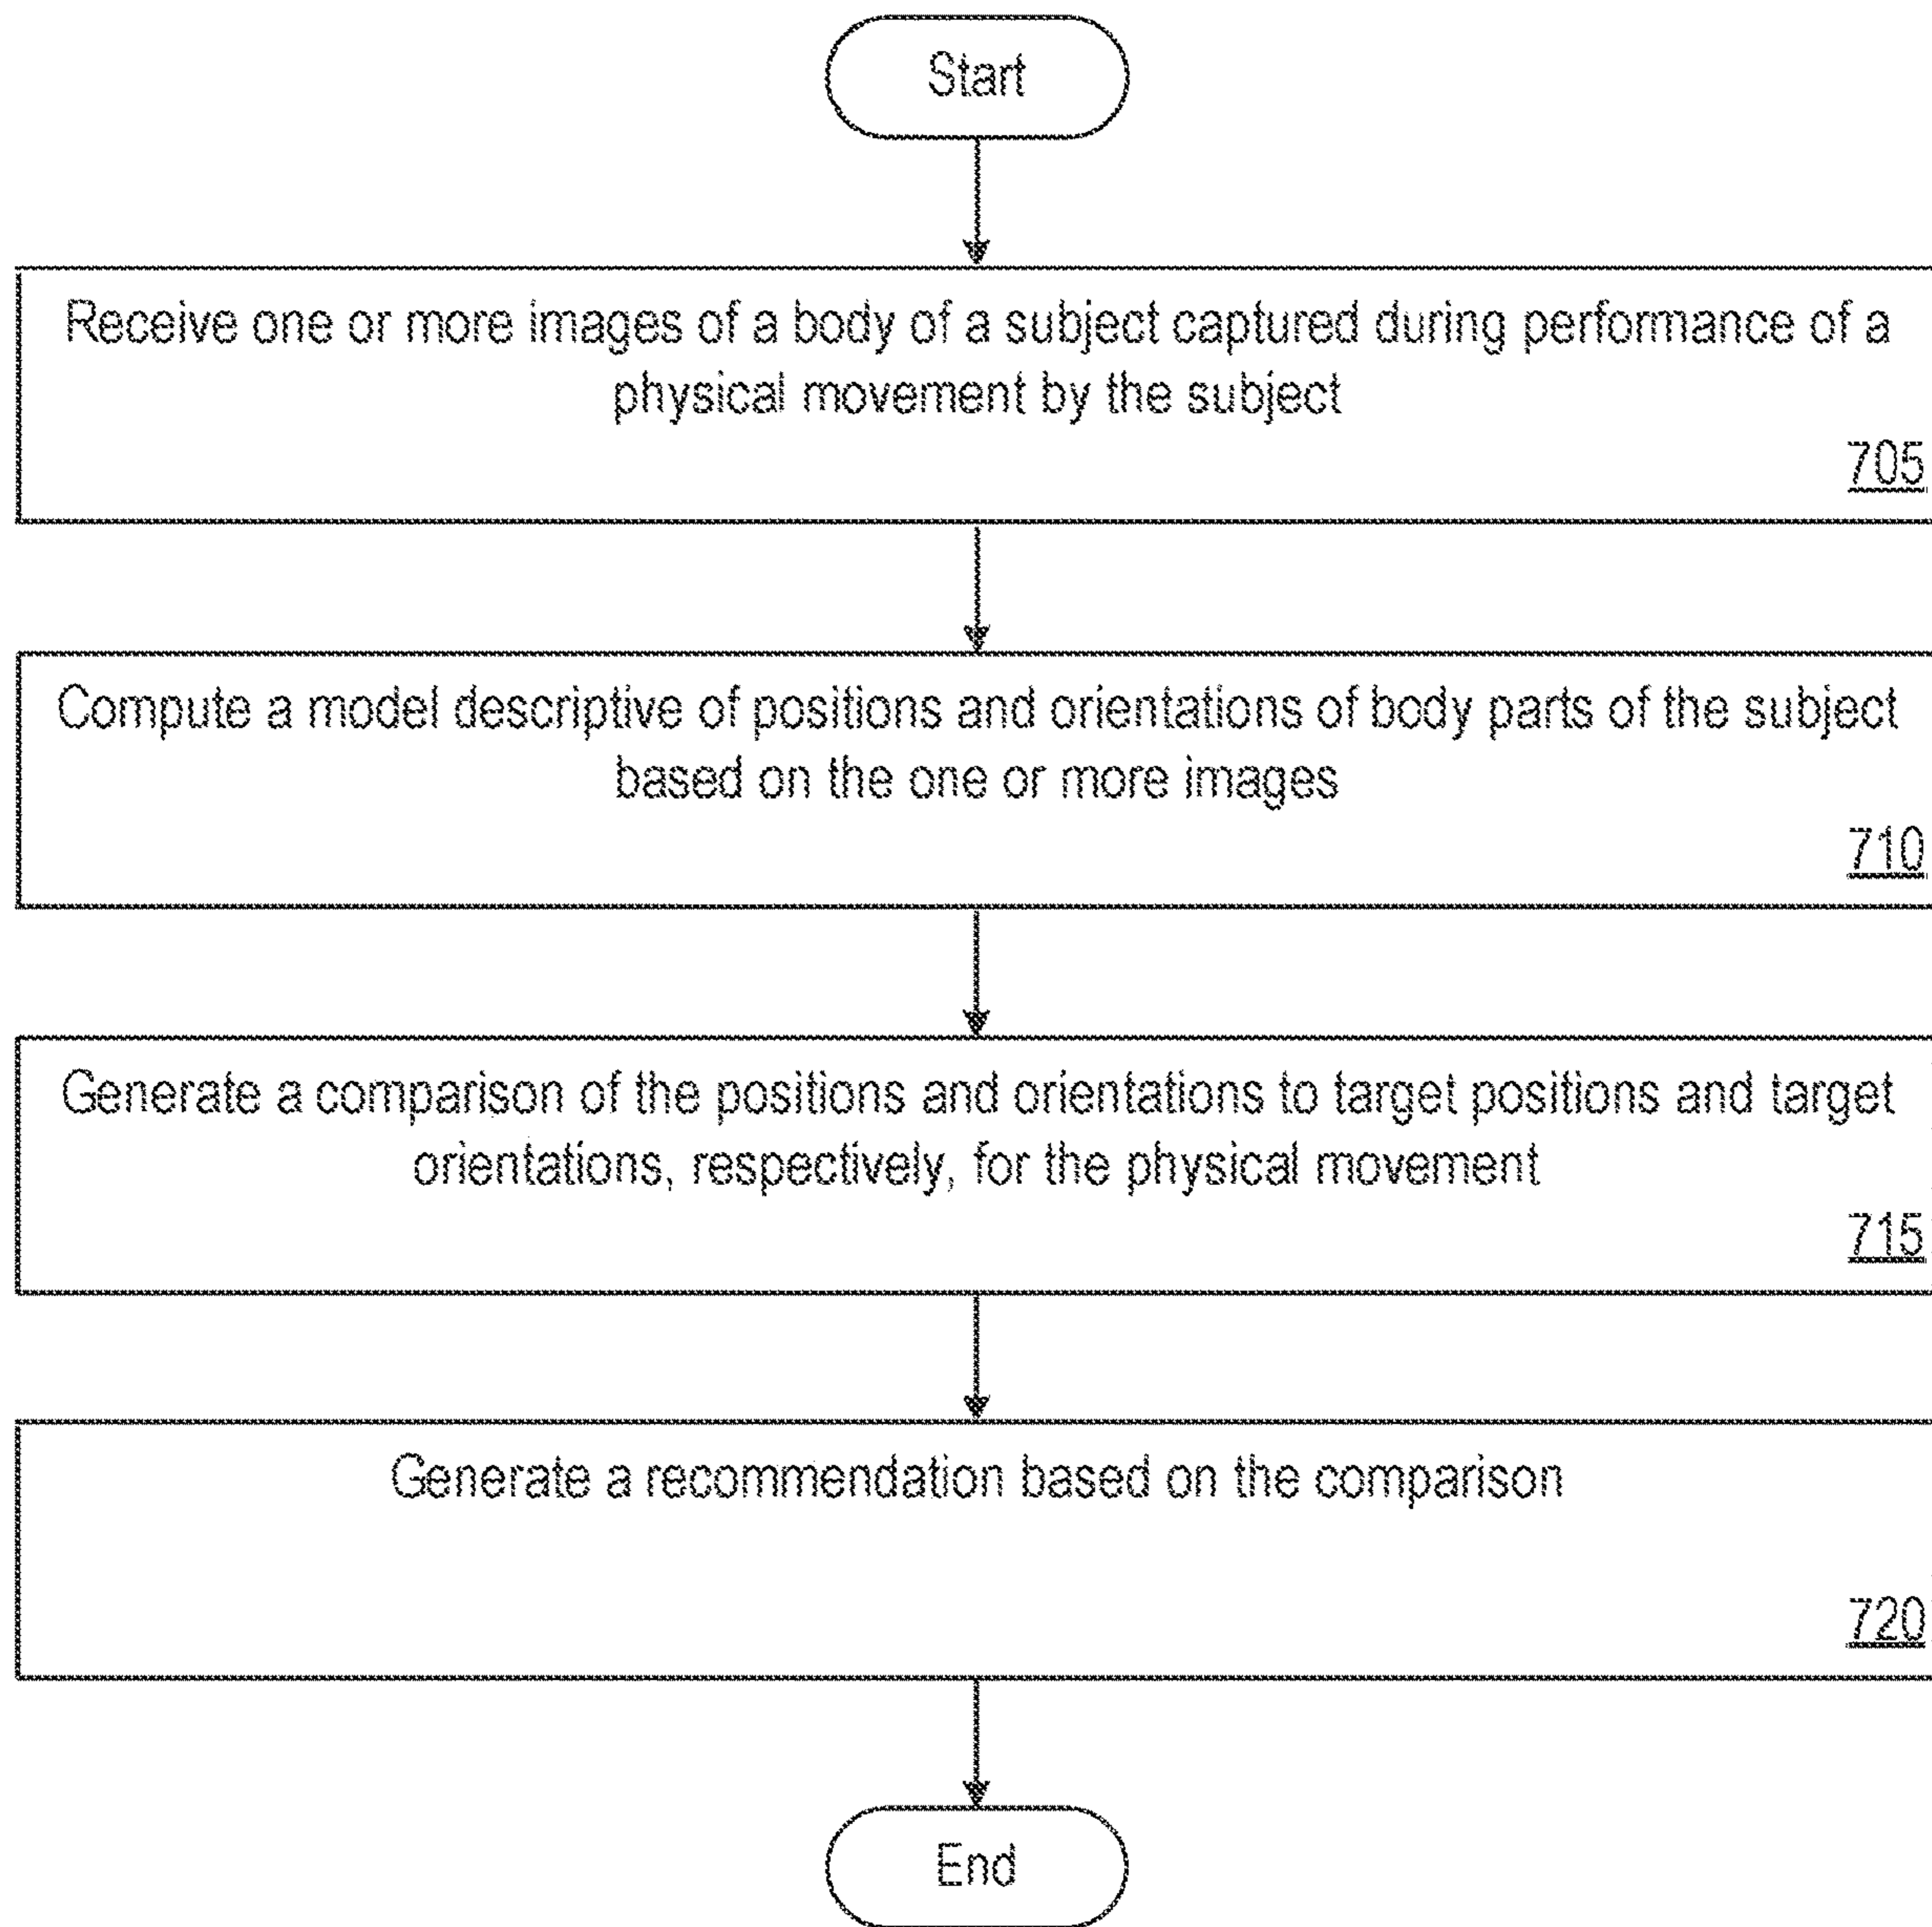 Start
Receive one or more images of a body of a subject captured during performance of a
physical movement by the subject
705
Compute a model descriptive of positions and orientations of body parts of the subject
based on the one or more images
710
Generate a comparison of the positions and orientations to target positions and target
orientations, respectively, for the physical movement
715
Generate a recommendation based on the comparison
720
End